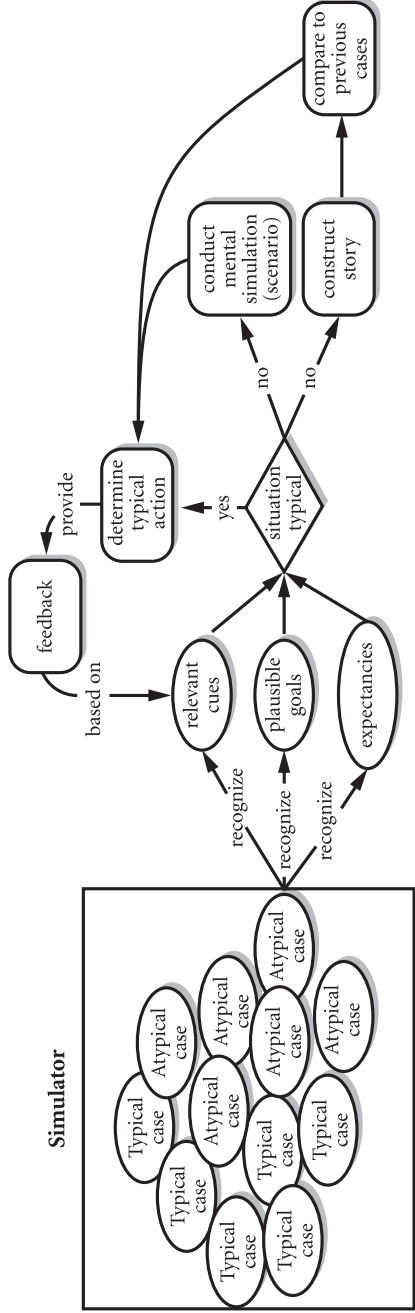 Simulator
Typical
case
Atypical
case
Typical
case
Atypical
case
Atypical
case
Typical
case
Typical
case
Atypical
case
Atypical
case
Typical
case
Typical
case
Atypical
case
recognize
recognize
recognize
relevant
cues
plausible
goals
expectancies
based on
feedback
provide
determine
typical
action
yes
situation
typical
no
no
conduct
mental
simulation
(scenario)
construct
story
compare to
previous
cases